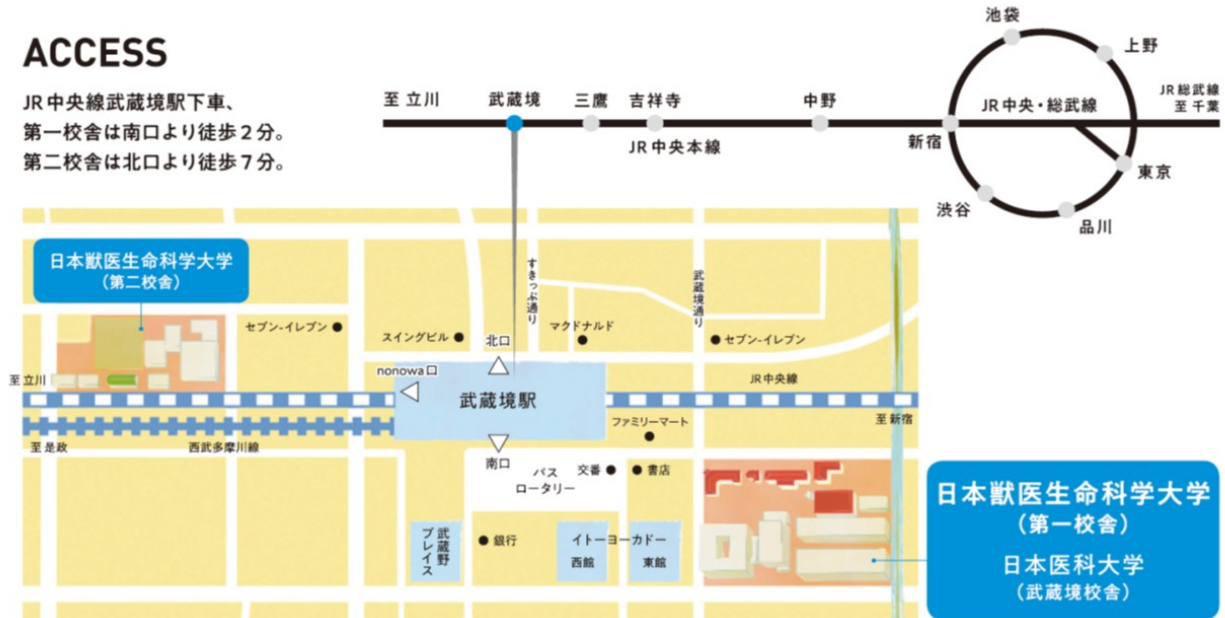 ACCESS
JR中央線武蔵境駅下車、
第一校舎は南口より徒歩2分。
第二校舎は北口より徒歩7分。
至 立川
武蔵境
三鷹
吉祥寺
中野
JR中央本線
新宿
池袋
上野
JR中央・総武線
JR総武線
至 千葉
東京
渋谷
品川
日本獣医生命科学大学
(第二校舎)
セブン-イレブン
スイングビル
すきっぷ通り
マクドナルド
武蔵境通り
セブン-イレブン
北口
nonowa口
至 立川
武蔵境駅
JR中央線
至 新宿
至 是政
西武多摩川線
ファミリーマート
南口
バス
ロータリー
交番
書店
武蔵野
プレイス
銀行
イトーヨーカドー
西館
東館
日本獣医生命科学大学
(第一校舎)
日本医科大学
(武蔵境校舎)